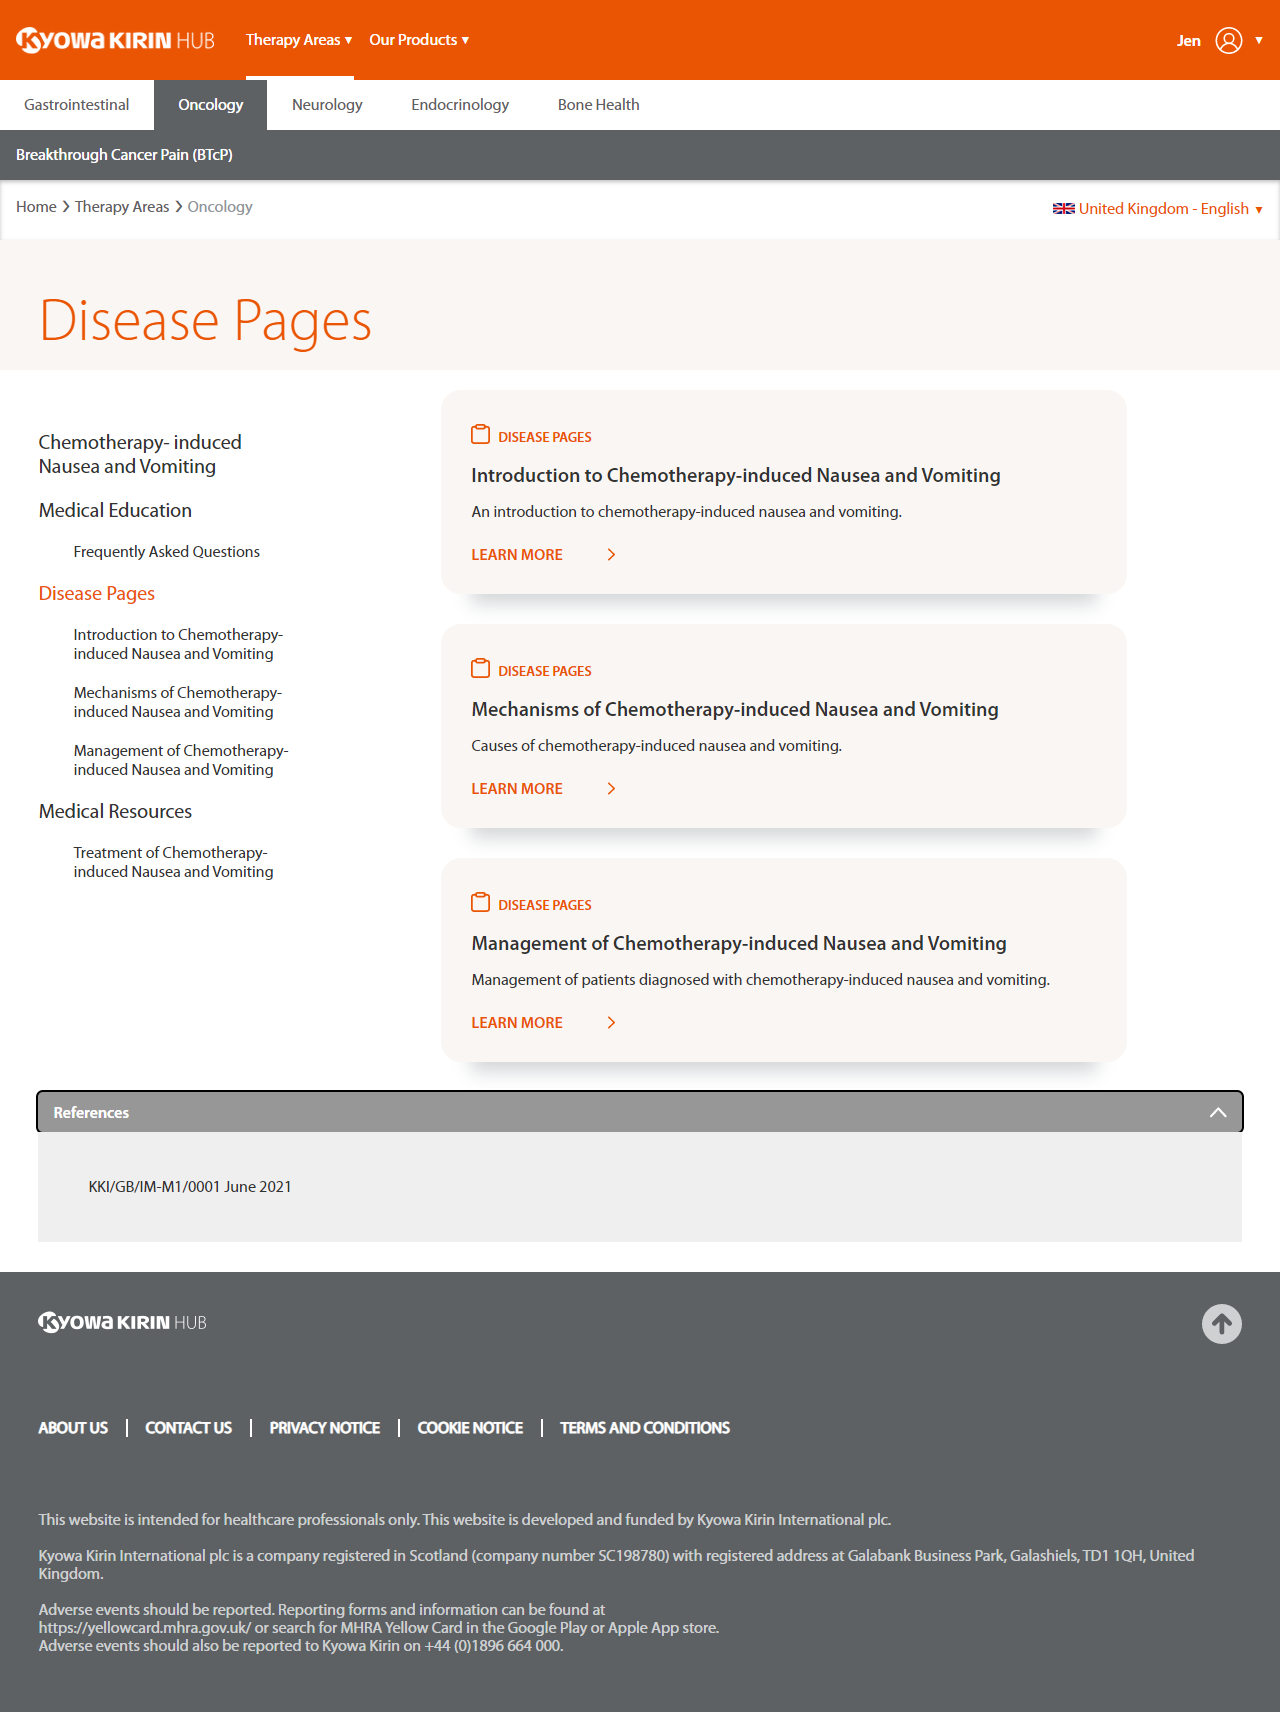 KYOWA KIRIN HUB
Therapy Areas ▼ Our Products ▼
Jen ▼
Gastrointestinal Oncology Neurology Endocrinology Bone Health
Breakthrough Cancer Pain (BTcP)
Home > Therapy Areas > Oncology
United Kingdom - English ▼
Disease Pages
Chemotherapy- induced
Nausea and Vomiting
Medical Education
Frequently Asked Questions
Disease Pages
Introduction to Chemotherapy-
induced Nausea and Vomiting
Mechanisms of Chemotherapy-
induced Nausea and Vomiting
Management of Chemotherapy-
induced Nausea and Vomiting
Medical Resources
Treatment of Chemotherapy-
induced Nausea and Vomiting
DISEASE PAGES
Introduction to Chemotherapy-induced Nausea and Vomiting
An introduction to chemotherapy-induced nausea and vomiting.
LEARN MORE
DISEASE PAGES
Mechanisms of Chemotherapy-induced Nausea and Vomiting
Causes of chemotherapy-induced nausea and vomiting.
LEARN MORE
DISEASE PAGES
Management of Chemotherapy-induced Nausea and Vomiting
Management of patients diagnosed with chemotherapy-induced nausea and vomiting.
LEARN MORE
References
KKI/GB/IM-M1/0001 June 2021
KYOWA KIRIN HUB
ABOUT US | CONTACT US | PRIVACY NOTICE | COOKIE NOTICE | TERMS AND CONDITIONS
This website is intended for healthcare professionals only. This website is developed and funded by Kyowa Kirin International plc.
Kyowa Kirin International plc is a company registered in Scotland (company number SC198780) with registered address at Galabank Business Park, Galashiels, TD1 1QH, United
Kingdom.
Adverse events should be reported. Reporting forms and information can be found at
https://yellowcard.mhra.gov.uk/ or search for MHRA Yellow Card in the Google Play or Apple App store.
Adverse events should also be reported to Kyowa Kirin on +44 (0)1896 664 000.